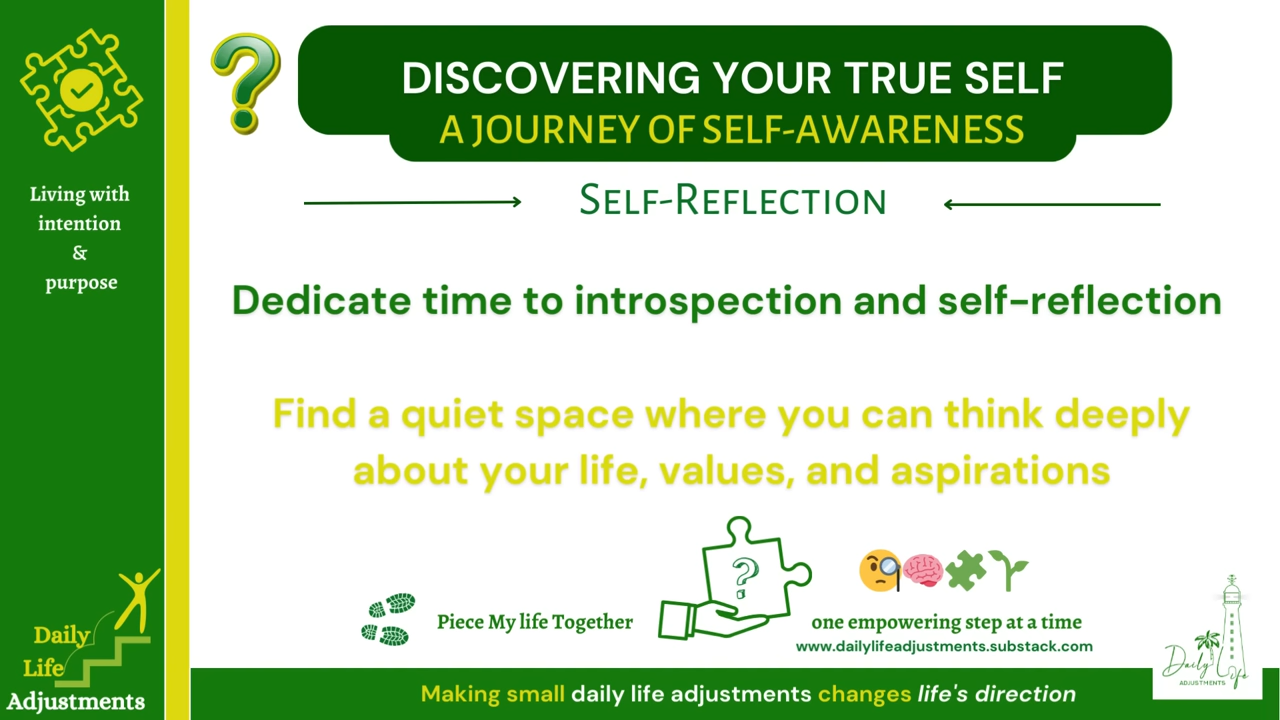 DISCOVERING YOUR TRUE SELF
A JOURNEY OF SELF-AWARENESS
Self-Reflection
Living with
intention
&
purpose
Dedicate time to introspection and self-reflection
Find a quiet space where you can think deeply
about your life, values, and aspirations
?
Piece My life Together
one empowering step at a time
www.dailylifeadjustments.substack.com
Daily
Life
Adjustments
Making small daily life adjustments changes life's direction
Daily Life
ADJUSTMENTS